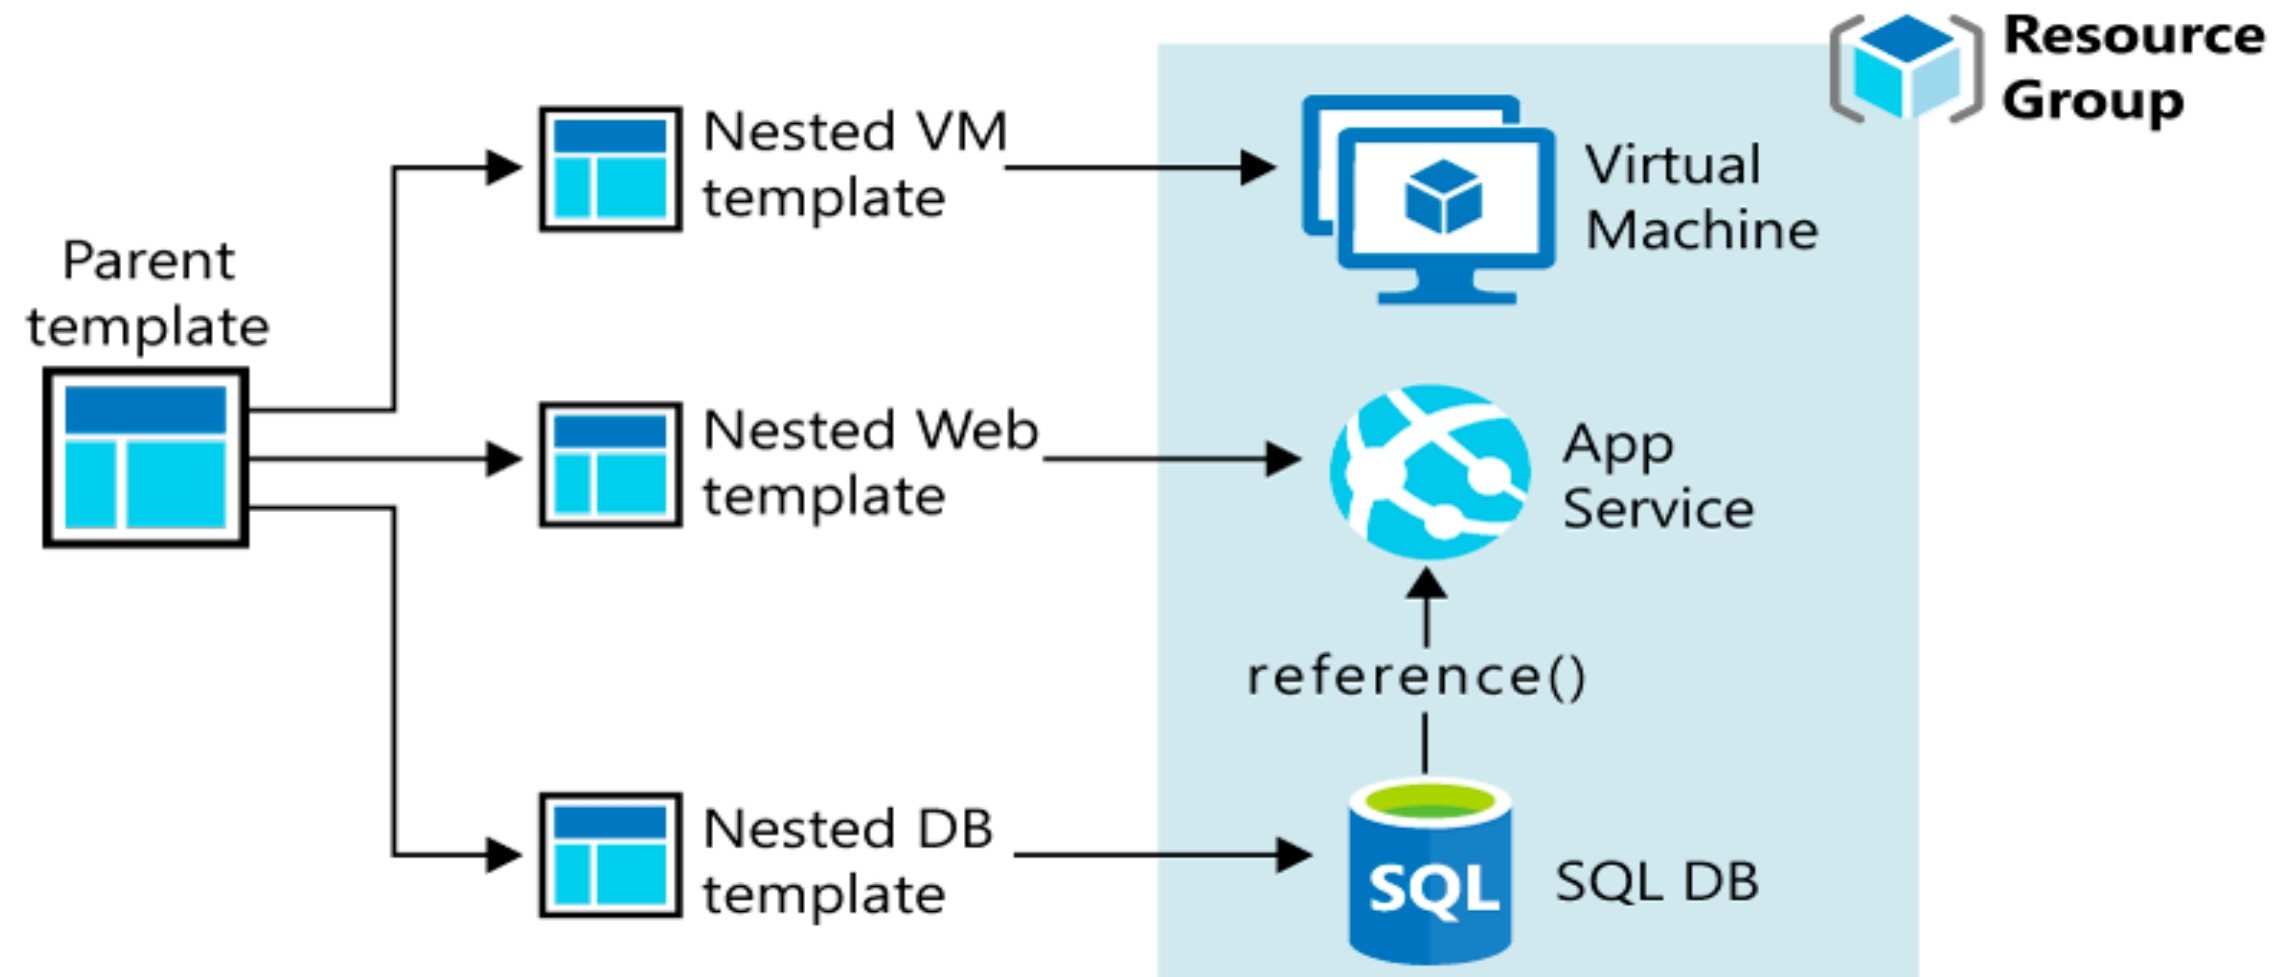 Resource
Group
Nested VM
template
Virtual
Machine
Parent
template
Nested Web
template
App
Service
reference()
Nested DB
template
SQL
SQL DB